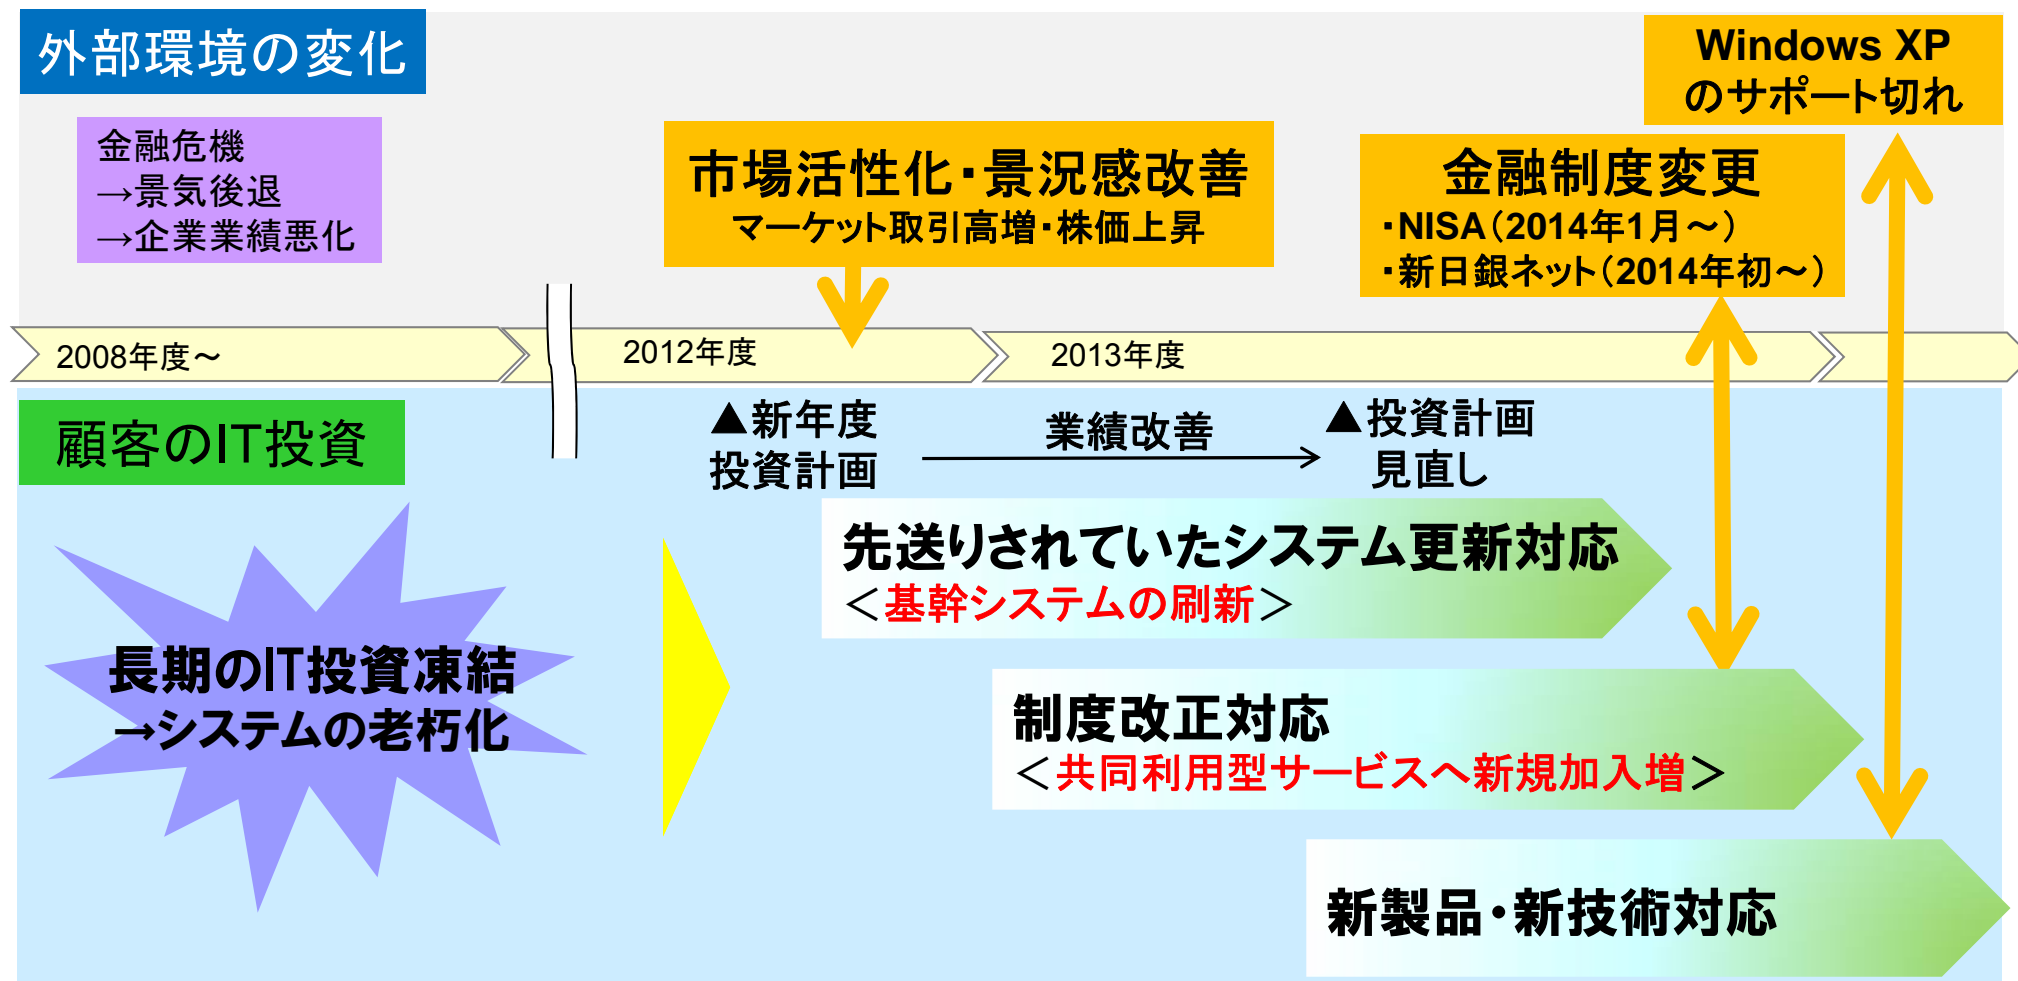 外部環境の変化
Windows XP
のサポート切れ
金融危機
→景気後退
→企業業績悪化
市場活性化・景況感改善
マーケット取引高増・株価上昇
金融制度変更
・NISA（2014年1月～）
・新日銀ネット（2014年初～）
2008年度～
2012年度
2013年度
顧客のIT投資
▲新年度
投資計画
業績改善
▲投資計画
見直し
先送りされていたシステム更新対応
＜基幹システムの刷新＞
長期のIT投資凍結
→システムの老朽化
制度改正対応
＜共同利用型サービスへ新規加入増＞
新製品・新技術対応